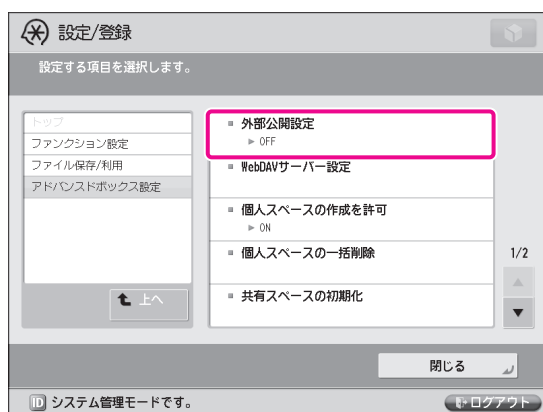 設定/登録
設定する項目を選択します。
トップ
ファンクション設定
ファイル保存/利用
アドバンスドボックス設定
上へ
外部公開設定
► OFF
WebDAVサーバー設定
個人スペースの作成を許可
► ON
個人スペースの一括削除
共有スペースの初期化
1/2
閉じる
ID システム管理モードです。
ログアウト